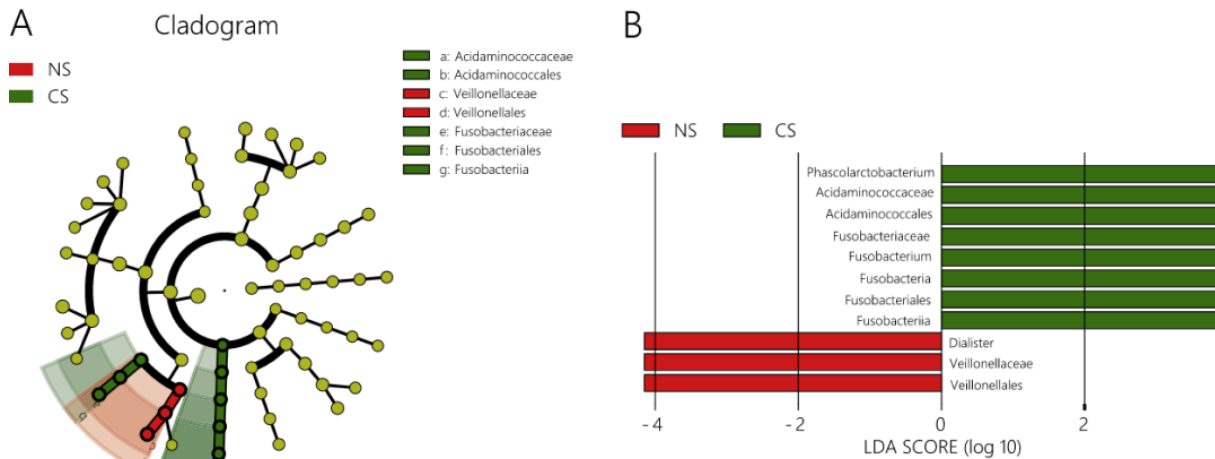 A
Cladogram
NS
CS
a: Acidaminococcaceae
b: Acidaminococcales
c: Veillonellaceae
d: Veillonellales
e: Fusobacteriaceae
f: Fusobacteriales
g: Fusobacteriia
B
NS
CS
Phascolarctobacterium
Acidaminococcaceae
Acidaminococcales
Fusobacteriaceae
Fusobacterium
Fusobacteria
Fusobacteriales
Fusobacteriia
Dialister
Veillonellaceae
Veillonellales
-4 -2 0 2
LDA SCORE (log 10)